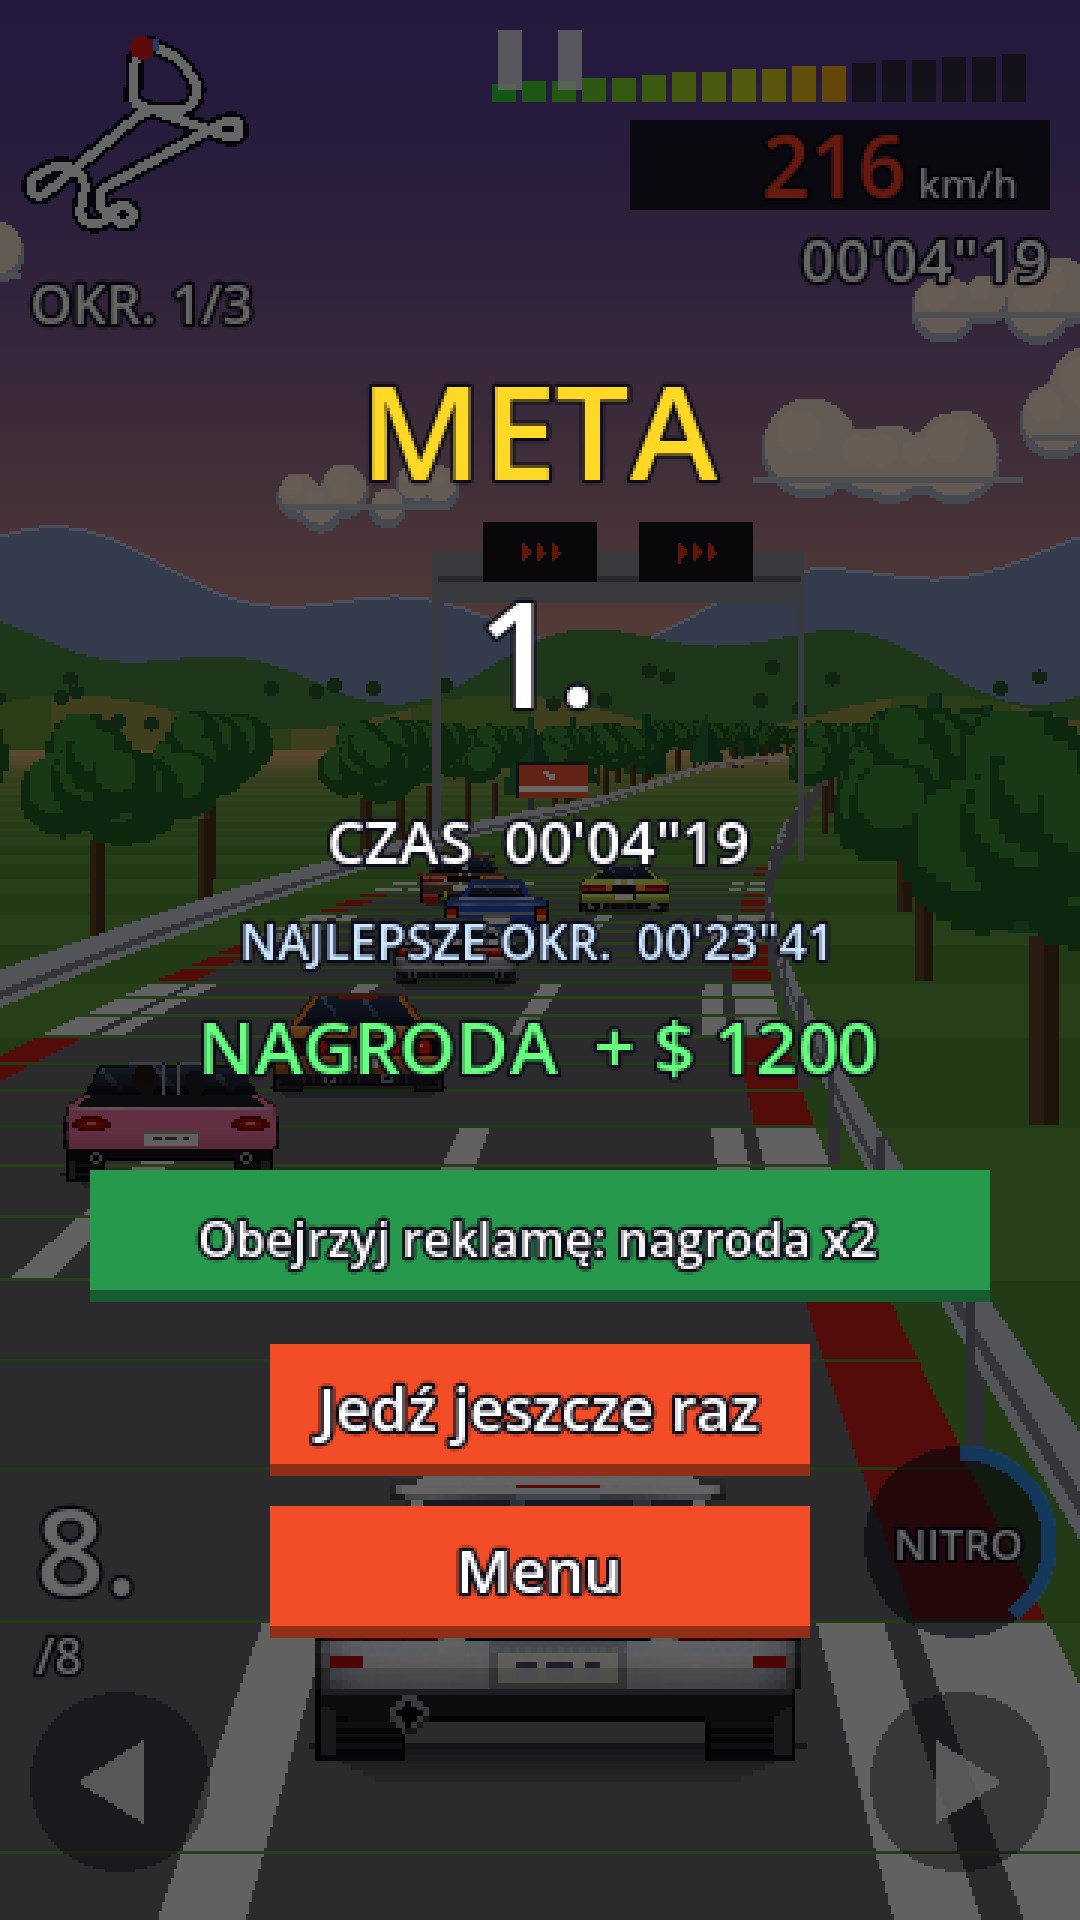 216 km/h
00'04"19
OKR. 1/3
META
1.
CZAS 00'04"19
NAJLEPSZE OKR. 00'23"41
NAGRODA + $ 1200
Obejrzyj reklamę: nagroda x2
Jedź jeszcze raz
Menu
8.
/8
NITRO